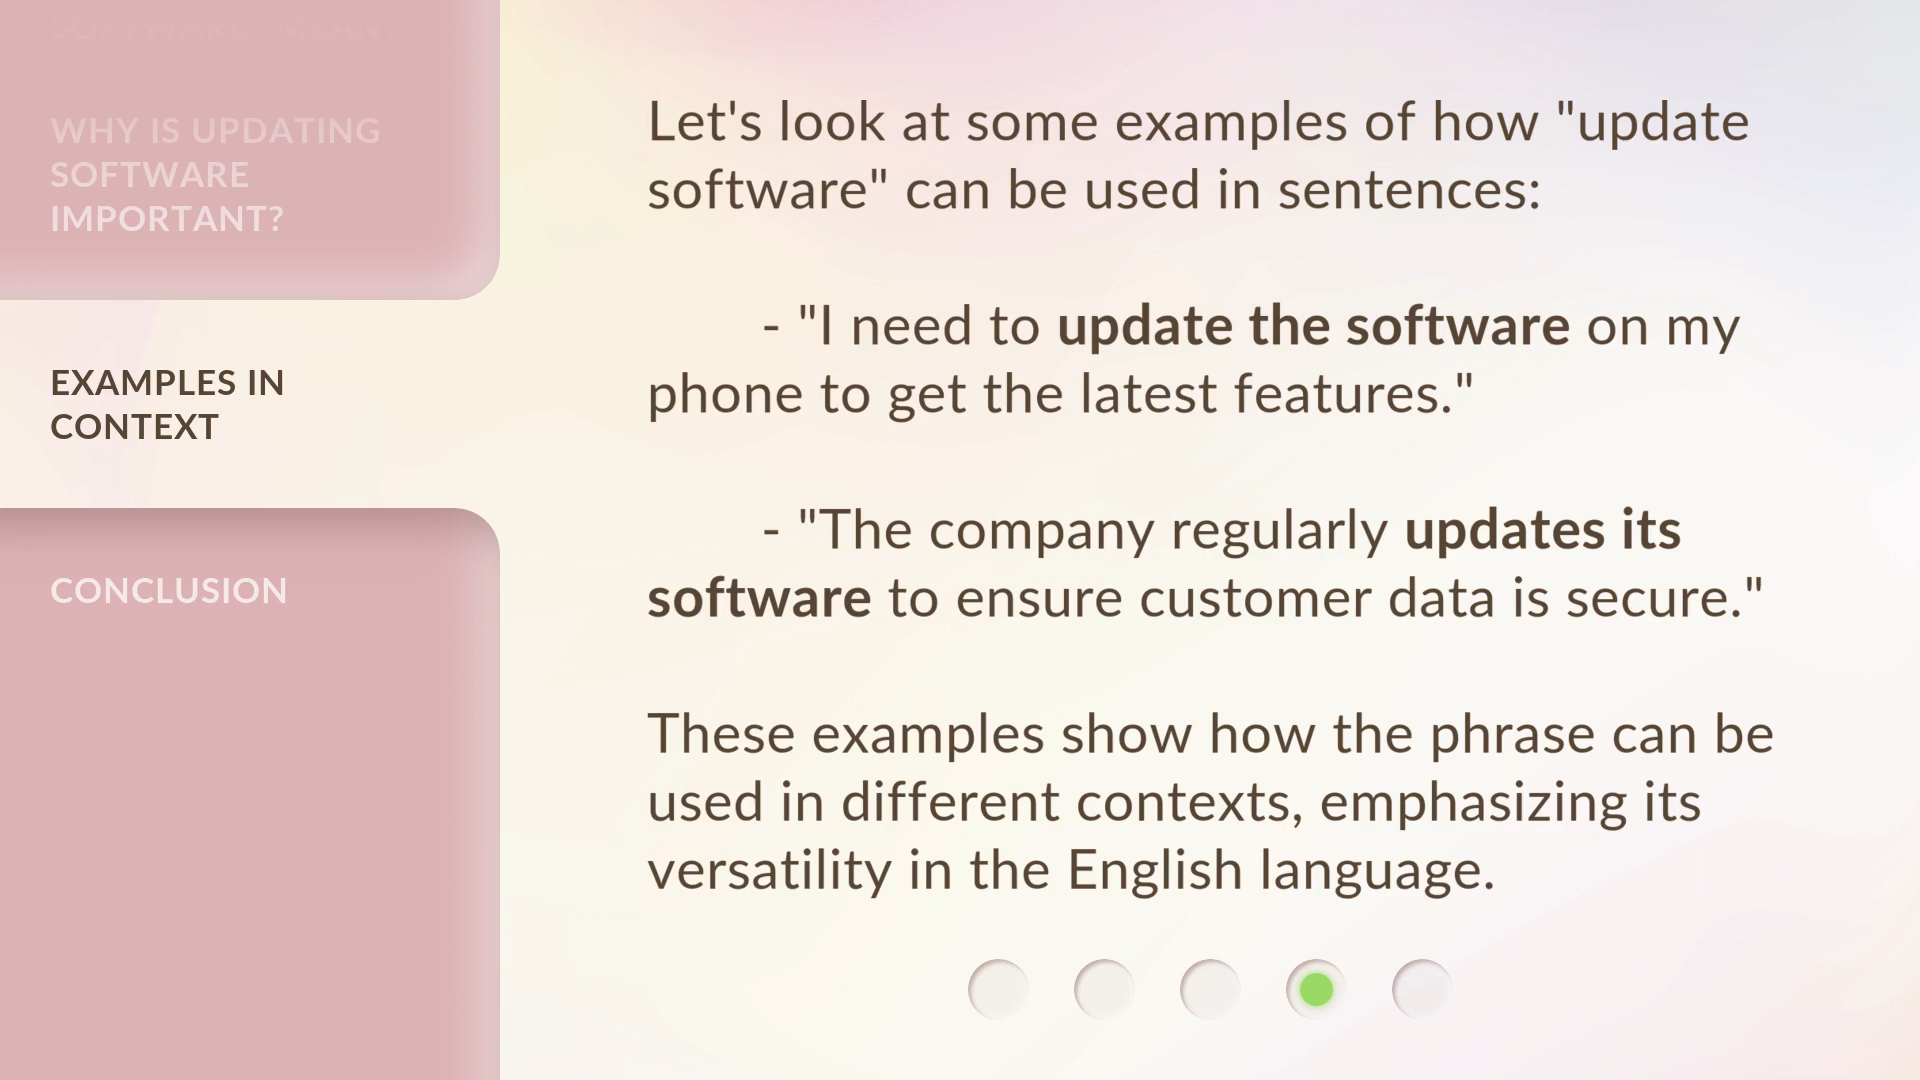 SOFTWARE" MEANT
WHY IS UPDATING
SOFTWARE
IMPORTANT?
EXAMPLES IN
CONTEXT
CONCLUSION
Let's look at some examples of how "update
software" can be used in sentences:
- "I need to update the software on my
phone to get the latest features."
- "The company regularly updates its
software to ensure customer data is secure."
These examples show how the phrase can be
used in different contexts, emphasizing its
versatility in the English language.